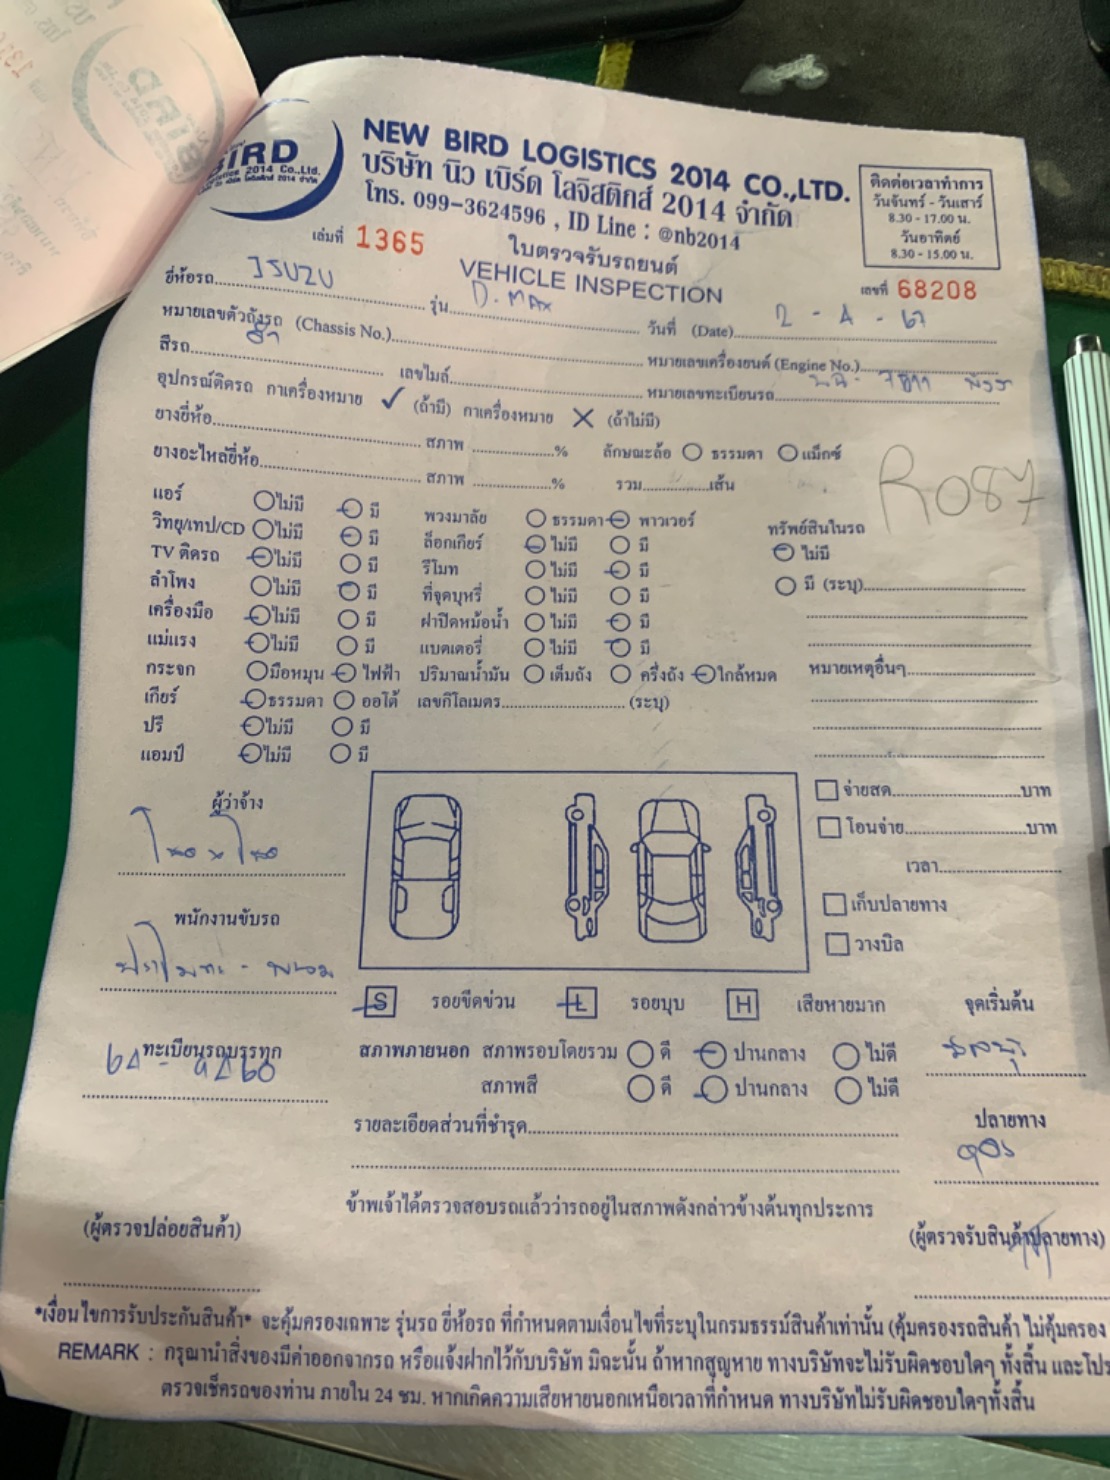 BIRD
2014 Co.,Ltd.
NEW BIRD LOGISTICS 2014 CO.,LTD.
บริษัท นิว เบิร์ด โลจิสติกส์ 2014 จำกัด
โทร. 099-3624596 , ID Line : @nb2014
ติดต่อเวลาทำการ
วันจันทร์ - วันเสาร์
8.30 - 17.00 น.
วันอาทิตย์
8.30 - 15.00 น.
เล่มที่ 1365
ใบตรวจรับรถยนต์
VEHICLE INSPECTION
เลขที่ 68208
ยี่ห้อรถ ISUZU รุ่น D-MAX วันที่ (Date) 2 - 4 - 67
หมายเลขตัวถังรถ (Chassis No.) หมายเลขเครื่องยนต์ (Engine No.)
สีรถ ดำ เลขไมล์ หมายเลขทะเบียนรถ
อุปกรณ์ติดรถ กาเครื่องหมาย ✓ (ถ้ามี) กาเครื่องหมาย ✕ (ถ้าไม่มี)
ยางยี่ห้อ สภาพ % ลักษณะล้อ ธรรมดา แม็กซ์
ยางอะไหล่ยี่ห้อ สภาพ % รวม เส้น
R087
แอร์ ไม่มี มี พวงมาลัย ธรรมดา พาวเวอร์ ทรัพย์สินในรถ
วิทยุ/เทป/CD ไม่มี มี ล็อกเกียร์ ไม่มี มี ไม่มี
TV ติดรถ ไม่มี มี รีโมท ไม่มี มี มี (ระบุ)
ลำโพง ไม่มี มี ที่จุดบุหรี่ ไม่มี มี
เครื่องมือ ไม่มี มี ฝาปิดหม้อน้ำ ไม่มี มี
แม่แรง ไม่มี มี แบตเตอรี่ ไม่มี มี
กระจก มือหมุน ไฟฟ้า ปริมาณน้ำมัน เต็มถัง ครึ่งถัง ใกล้หมด หมายเหตุอื่นๆ
เกียร์ ธรรมดา ออโต้ เลขกิโลเมตร (ระบุ)
ปรี ไม่มี มี
แอมป์ ไม่มี มี
ผู้ว่าจ้าง
จ่ายสด บาท
โอนจ่าย บาท
เวลา
เก็บปลายทาง
วางบิล
พนักงานขับรถ
S รอยขีดข่วน L รอยบุบ H เสียหายมาก จุดเริ่มต้น
ทะเบียนรถบรรทุก
สภาพภายนอก สภาพรอบโดยรวม ดี ปานกลาง ไม่ดี
ชลบุรี
สภาพสี ดี ปานกลาง ไม่ดี
รายละเอียดส่วนที่ชำรุด
ปลายทาง
ข้าพเจ้าได้ตรวจสอบรถแล้วว่ารถอยู่ในสภาพดังกล่าวข้างต้นทุกประการ
(ผู้ตรวจปล่อยสินค้า) (ผู้ตรวจรับสินค้าปลายทาง)
*เงื่อนไขการรับประกันสินค้า* จะคุ้มครองเฉพาะ รุ่นรถ ยี่ห้อรถ ที่กำหนดตามเงื่อนไขที่ระบุในกรมธรรม์สินค้าเท่านั้น (คุ้มครองรถสินค้า ไม่คุ้มครอง
REMARK : กรุณานำสิ่งของมีค่าออกจากรถ หรือแจ้งฝากไว้กับบริษัท มิฉะนั้น ถ้าหากสูญหาย ทางบริษัทจะไม่รับผิดชอบใดๆ ทั้งสิ้น และโปร
ตรวจเช็ครถของท่าน ภายใน 24 ชม. หากเกิดความเสียหายนอกเหนือเวลาที่กำหนด ทางบริษัทไม่รับผิดชอบใดๆทั้งสิ้น